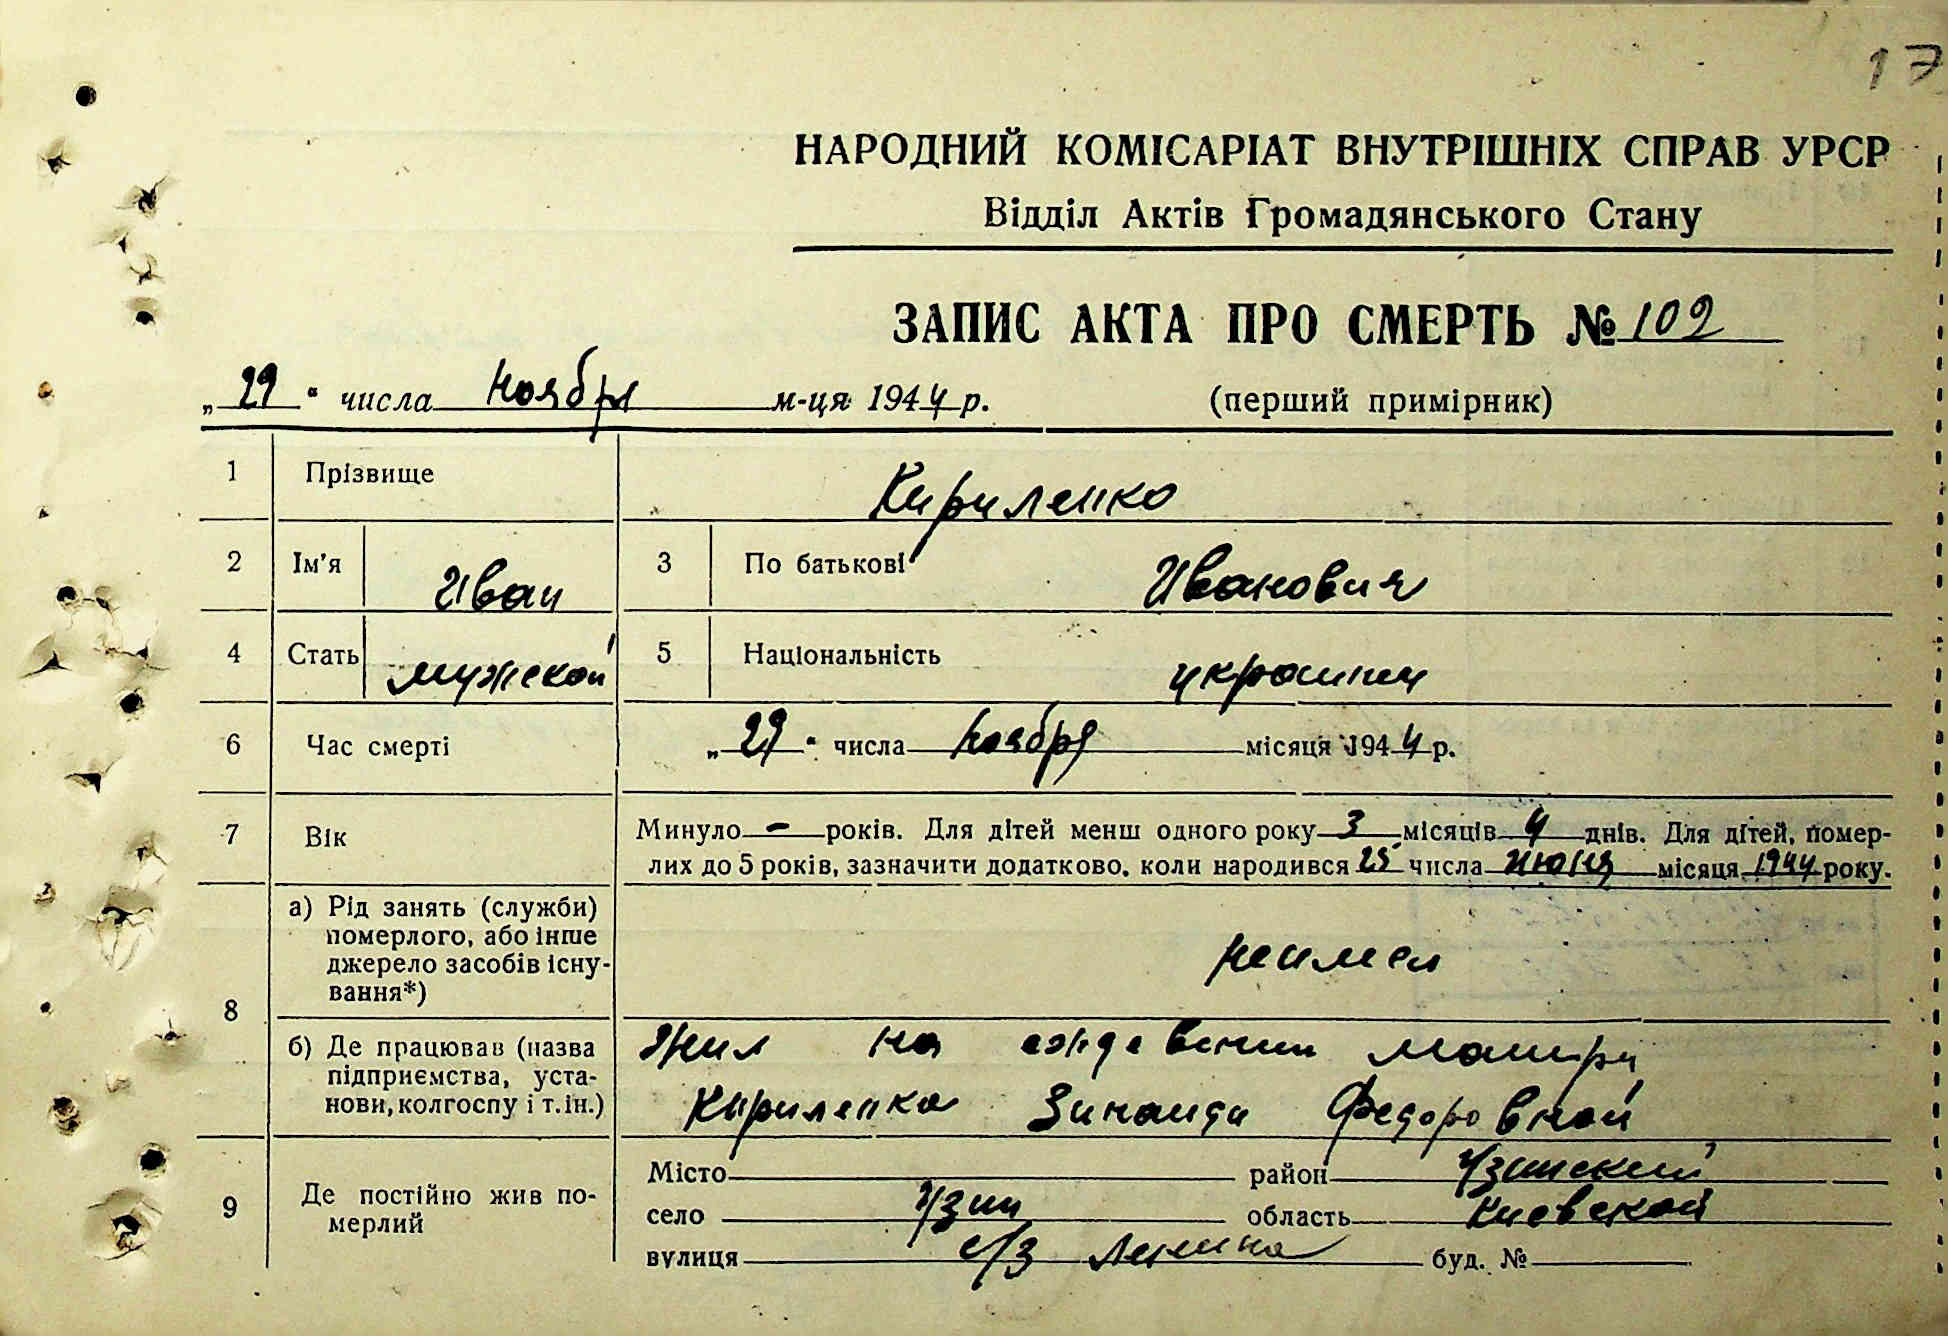 17
НАРОДНИЙ КОМІСАРІАТ ВНУТРІШНІХ СПРАВ УРСР
Відділ Актів Громадянського Стану
ЗАПИС АКТА ПРО СМЕРТЬ № 102
„29“ числа ноября м-ця 1944 р. (перший примірник)
1 Прізвище Кириленко
2 Ім'я Иван 3 По батькові Иванович
4 Стать мужской 5 Національність украинец
6 Час смерті „29“ числа ноября місяця 1944 р.
7 Вік Минуло - років. Для дітей менш одного року 3 місяців 4 днів. Для дітей, помер-
лих до 5 років, зазначити додатково, коли народився 25 числа июля місяця 1944 року.
8 а) Рід занять (служби)
померлого, або інше
джерело засобів існу-
вання*) неимел
б) Де працював (назва
підприємства, уста-
нови, колгоспу і т. ін.)
Жил на матери
Кириленко Зинаиды Федоровной
9 Де постійно жив по-
мерлий
Місто район Узинский
село Узин область Киевской
вулиця с/з Ленина буд. №